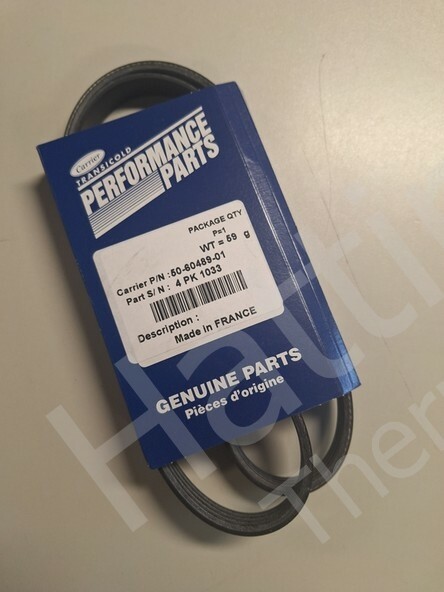 Carrier
TRANSICOLD
PERFORMANCE
PARTS
PACKAGE QTY
P=1
WT = 59 g
Carrier P/N :50-60489-01
Part S/N : 4 PK 1033
Description :
Made in FRANCE
GENUINE PARTS
Pièces d'origine